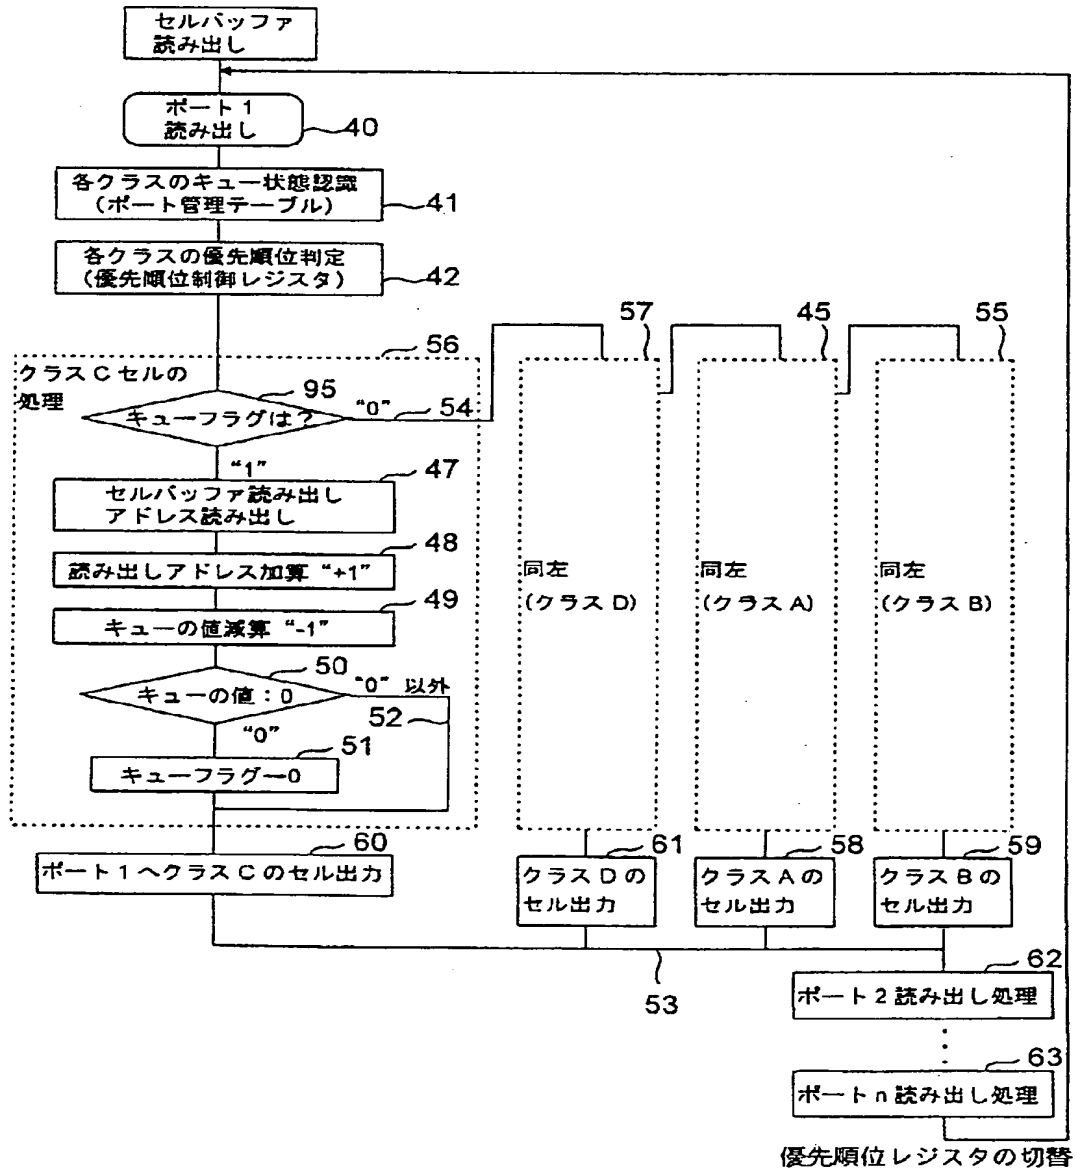 セルバッファ
読み出し
ポート1
読み出し
40
各クラスのキュー状態認識
(ポート管理テーブル)
41
各クラスの優先順位判定
(優先順位制御レジスタ)
42
56
クラスCセルの
処理
95
キューフラグは?
“0”
54
“1”
47
セルバッファ読み出し
アドレス読み出し
48
読み出しアドレス加算 “+1”
49
キューの値減算 “-1”
50
キューの値:0
“0” 以外
52
“0”
51
キューフラグ←0
60
ポート1へクラスCのセル出力
57
同左
(クラスD)
61
クラスDの
セル出力
45
同左
(クラスA)
58
クラスAの
セル出力
55
同左
(クラスB)
59
クラスBの
セル出力
53
62
ポート2読み出し処理
63
ポートn読み出し処理
優先順位レジスタの切替